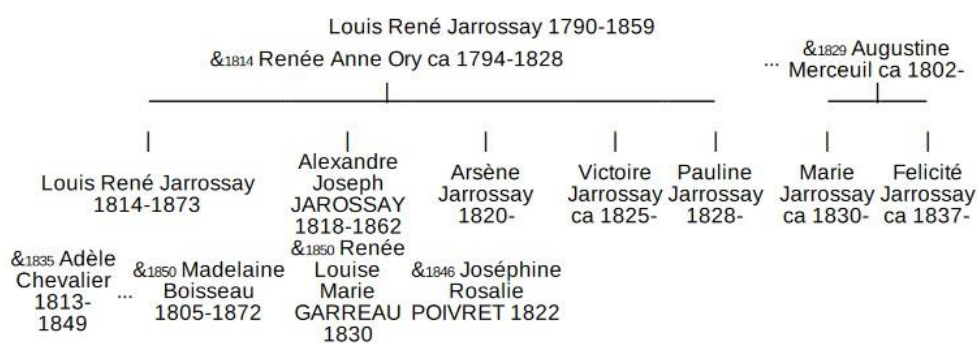 Louis René Jarrossay 1790-1859
&1814 Renée Anne Ory ca 1794-1828
... &1829 Augustine
Merceuil ca 1802-
Louis René Jarrossay
1814-1873
Alexandre
Joseph
JAROSSAY
1818-1862
Arsène
Jarrossay
1820-
Victoire
Jarrossay
ca 1825-
Pauline
Jarrossay
1828-
Marie
Jarrossay
ca 1830-
Felicité
Jarrossay
ca 1837-
&1835 Adèle
Chevalier
1813-
1849
...
&1850 Madelaine
Boisseau
1805-1872
&1850 Renée
Louise
Marie
GARREAU
1830
&1846 Joséphine
Rosalie
POIVRET 1822